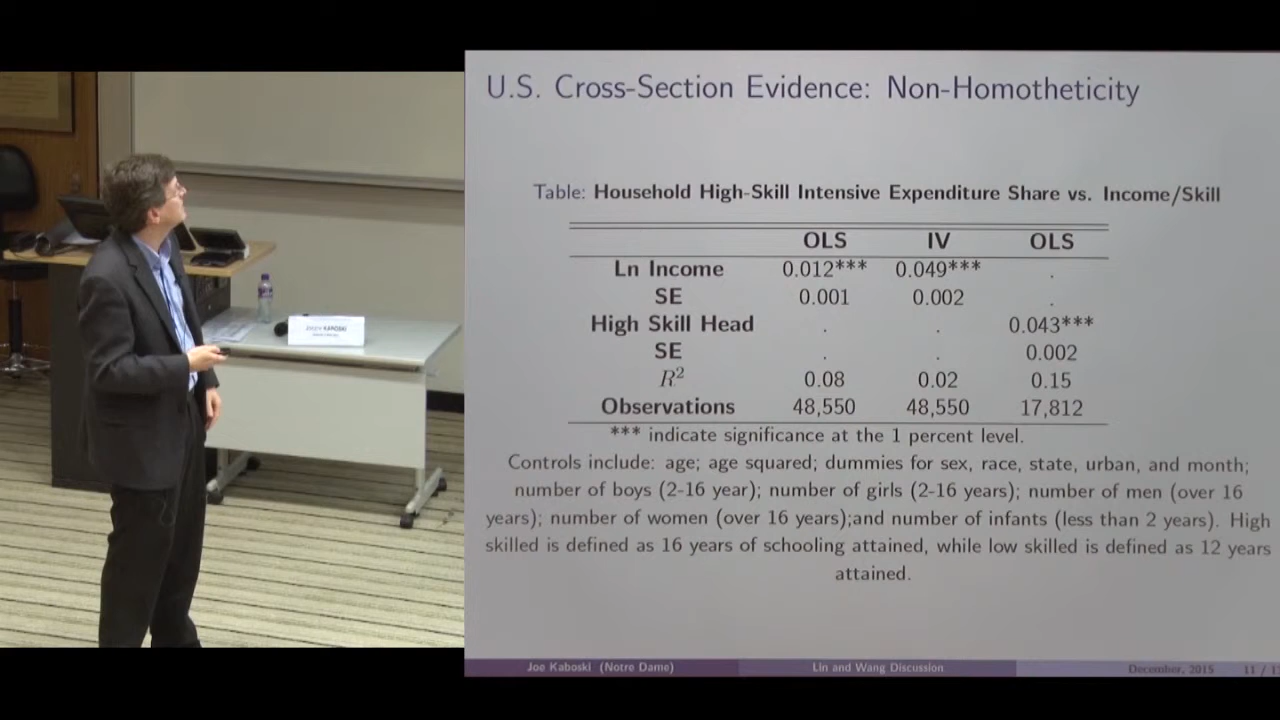 U.S. Cross-Section Evidence: Non-Homotheticity
Table: Household High-Skill Intensive Expenditure Share vs. Income/Skill
OLS IV OLS
Ln Income 0.012*** 0.049*** .
SE 0.001 0.002 .
High Skill Head . . 0.043***
SE . . 0.002
R² 0.08 0.02 0.15
Observations 48,550 48,550 17,812
*** indicate significance at the 1 percent level.
Controls include: age; age squared; dummies for sex, race, state, urban, and month;
number of boys (2-16 year); number of girls (2-16 years); number of men (over 16
years); number of women (over 16 years);and number of infants (less than 2 years). High
skilled is defined as 16 years of schooling attained, while low skilled is defined as 12 years
attained.
Joe Kaboski (Notre Dame) Lin and Wang Discussion December, 2015 11 /
KABOSKI